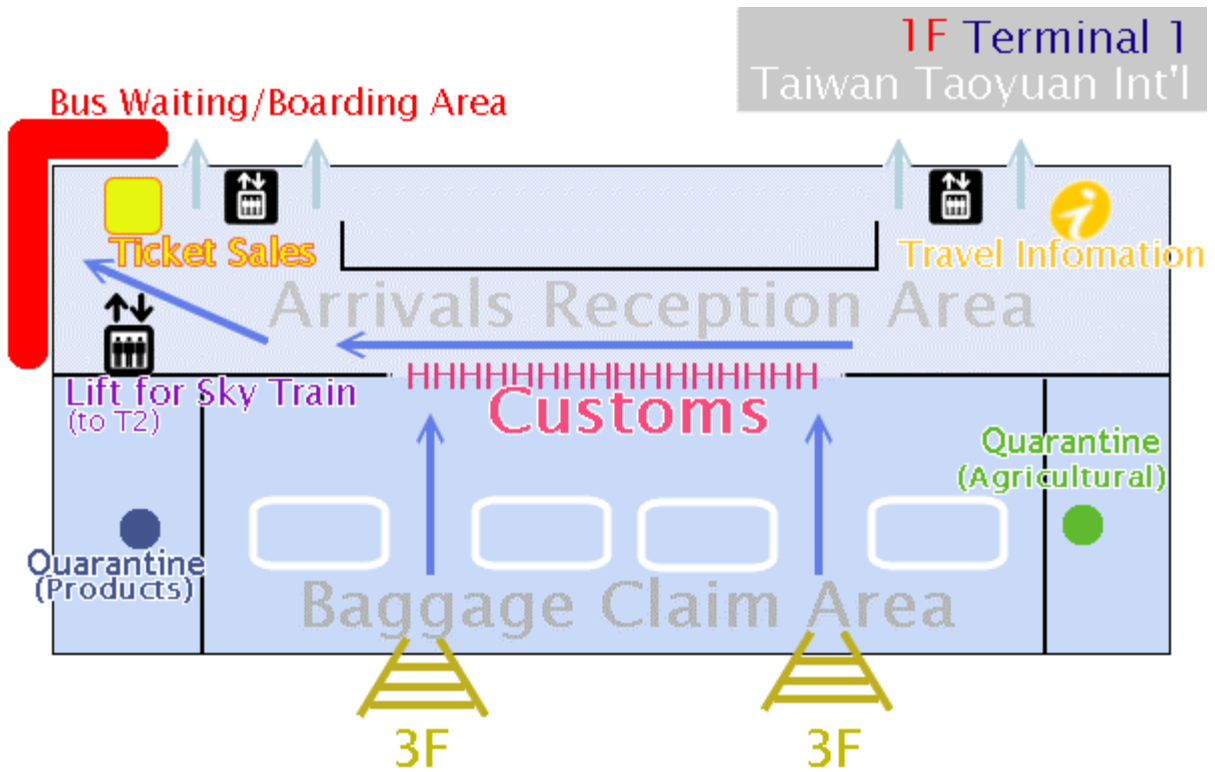 1F Terminal 1
Taiwan Taoyuan Int'l
Bus Waiting/Boarding Area
Ticket Sales
Travel Infomation
Arrivals Reception Area
HHHHHHHHHHHHHHHH
Customs
Lift for Sky Train
(to T2)
Quarantine
(Agricultural)
Quarantine
(Products)
Baggage Claim Area
3F
3F